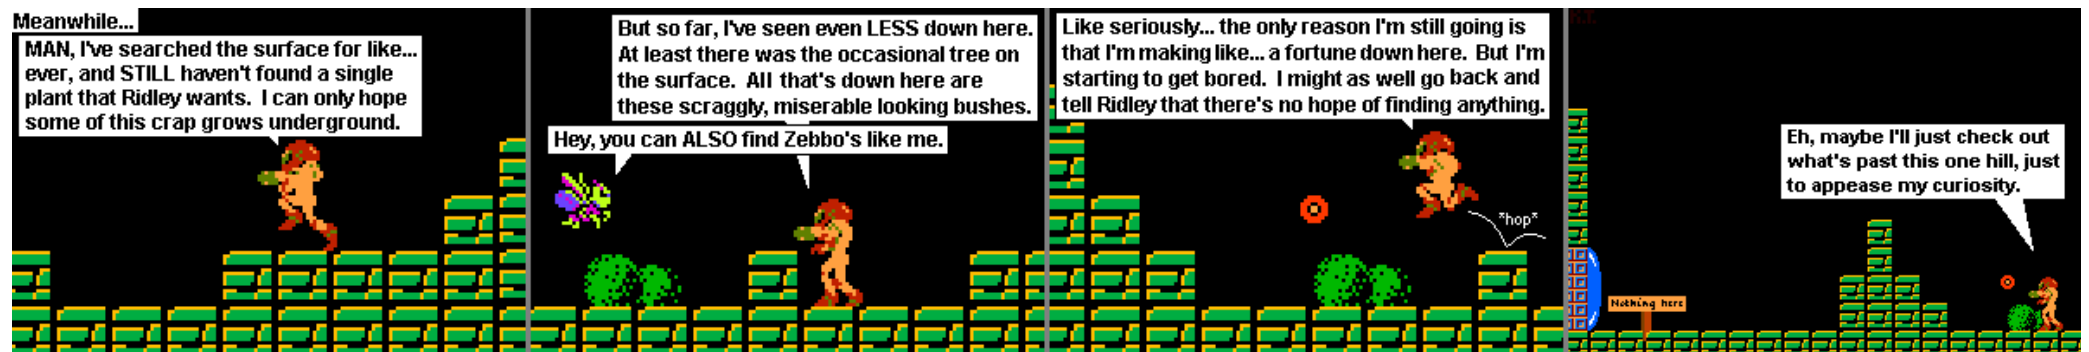 Meanwhile...
MAN, I've searched the surface for like...
ever, and STILL haven't found a single
plant that Ridley wants. I can only hope
some of this crap grows underground.
But so far, I've seen even LESS down here.
At least there was the occasional tree on
the surface. All that's down here are
these scraggly, miserable looking bushes.
Hey, you can ALSO find Zebbo's like me.
Like seriously... the only reason I'm still going is
that I'm making like... a fortune down here. But I'm
starting to get bored. I might as well go back and
tell Ridley that there's no hope of finding anything.
*hop*
Eh, maybe I'll just check out
what's past this one hill, just
to appease my curiosity.
Nothing here